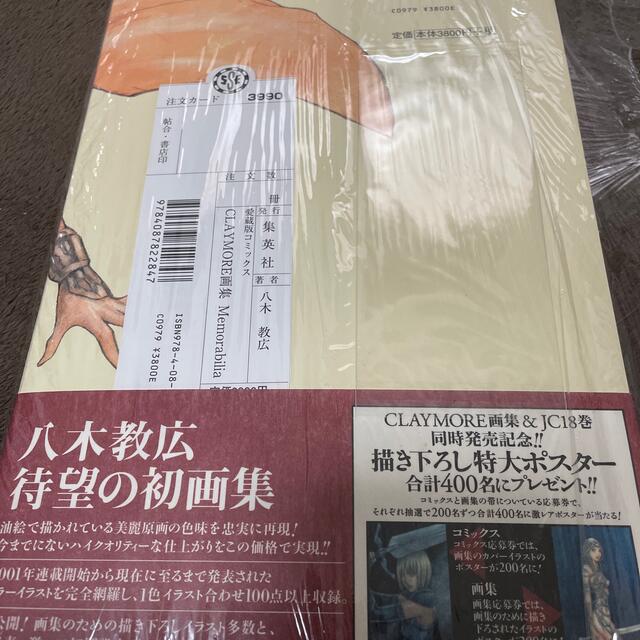 C0979 ¥3800E
定価 本体3800円
SSF
注文カード 3990
帖合・書店印
注文数
冊
発行 集英社
著者 八木教広
愛蔵版コミックス
CLAYMORE画集 Memorabilia
9784087822847
ISBN978-4-08-
C0979 ¥3800E
八木教広
待望の初画集
油絵で描かれている美麗原画の色味を忠実に再現!
今までにないハイクオリティーな仕上がりをこの価格で実現!!
2001年連載開始から現在に至るまで発表された
カラーイラストを完全網羅し、1色イラスト合わせ100点以上収録。
公開! 画集のための描き下ろしイラスト多数と、
CLAYMORE画集&JC18巻
同時発売記念!!
描き下ろし特大ポスター
合計400名にプレゼント!!
コミックスと画集の帯についている応募券で、
それぞれ抽選で200名ずつ合計400名に激レアポスターが当たる!
コミックス
コミックス応募券では、
画集のカバーイラストの
ポスターが200名に!
画集
画集応募券では、
画集のために描き
下ろされたイラストの